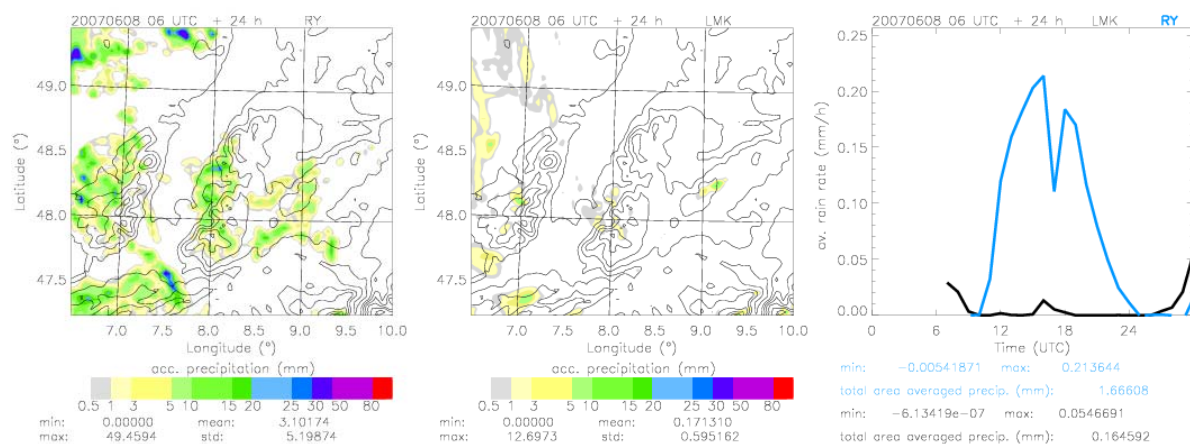 20070608 06 UTC + 24 h RY
Latitude (°)
49.0
48.5
48.0
47.5
7.0 7.5 8.0 8.5 9.0 9.5 10.0
Longitude (°)
acc. precipitation (mm)
0.5 1 3 5 10 15 20 25 30 50 80
min: 0.00000 mean: 3.10174
max: 49.4594 std: 5.19874
20070608 06 UTC + 24 h LMK
Latitude (°)
49.0
48.5
48.0
47.5
7.0 7.5 8.0 8.5 9.0 9.5 10.0
Longitude (°)
acc. precipitation (mm)
0.5 1 3 5 10 15 20 25 30 50 80
min: 0.00000 mean: 0.171310
max: 12.6973 std: 0.595162
20070608 06 UTC + 24 h LMK RY
av. rain rate (mm/h)
0.25
0.20
0.15
0.10
0.05
0.00
0 6 12 18 24
Time (UTC)
min: -0.00541871 max: 0.213644
total area averaged precip. (mm): 1.66608
min: -6.13419e-07 max: 0.0546691
total area averaged precip. (mm): 0.164592